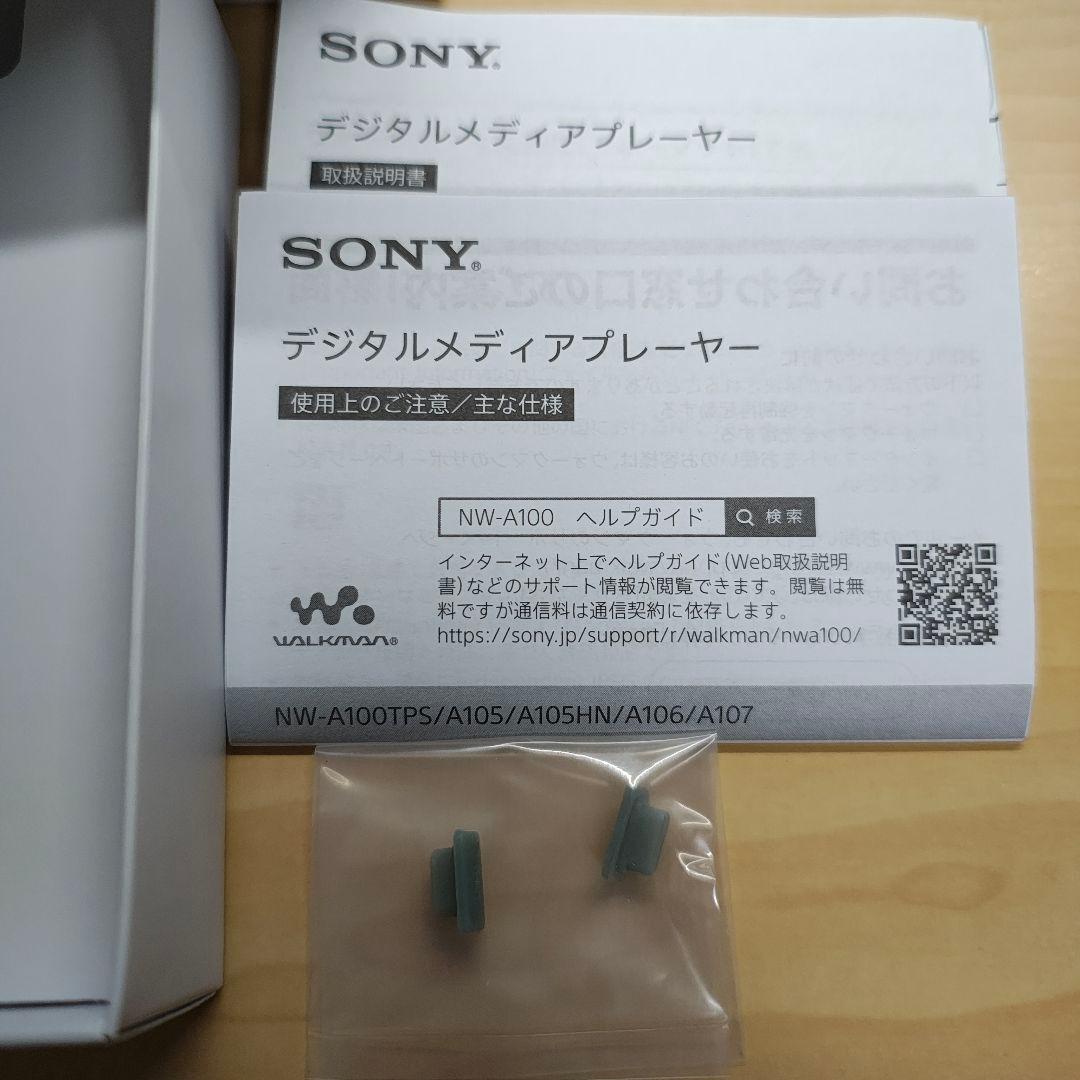 SONY®
デジタルメディアプレーヤー
取扱説明書
SONY®
デジタルメディアプレーヤー
使用上のご注意／主な仕様
NW-A100 ヘルプガイド 検索
インターネット上でヘルプガイド(Web取扱説明
書)などのサポート情報が閲覧できます。閲覧は無
料ですが通信料は通信契約に依存します。
https://sony.jp/support/r/walkman/nwa100/
WALKMAN®
NW-A100TPS/A105/A105HN/A106/A107